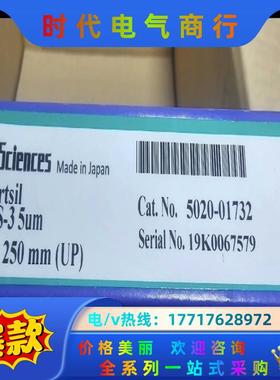 时代电气商行
Sciences
Made in Japan
rtsil
S-3 5um
250 mm (UP)
Cat. No. 5020-01732
Serial No. 19K0067579
款
电/v热线：17717628972
价格美丽 欢迎咨询
全系列一站式采购